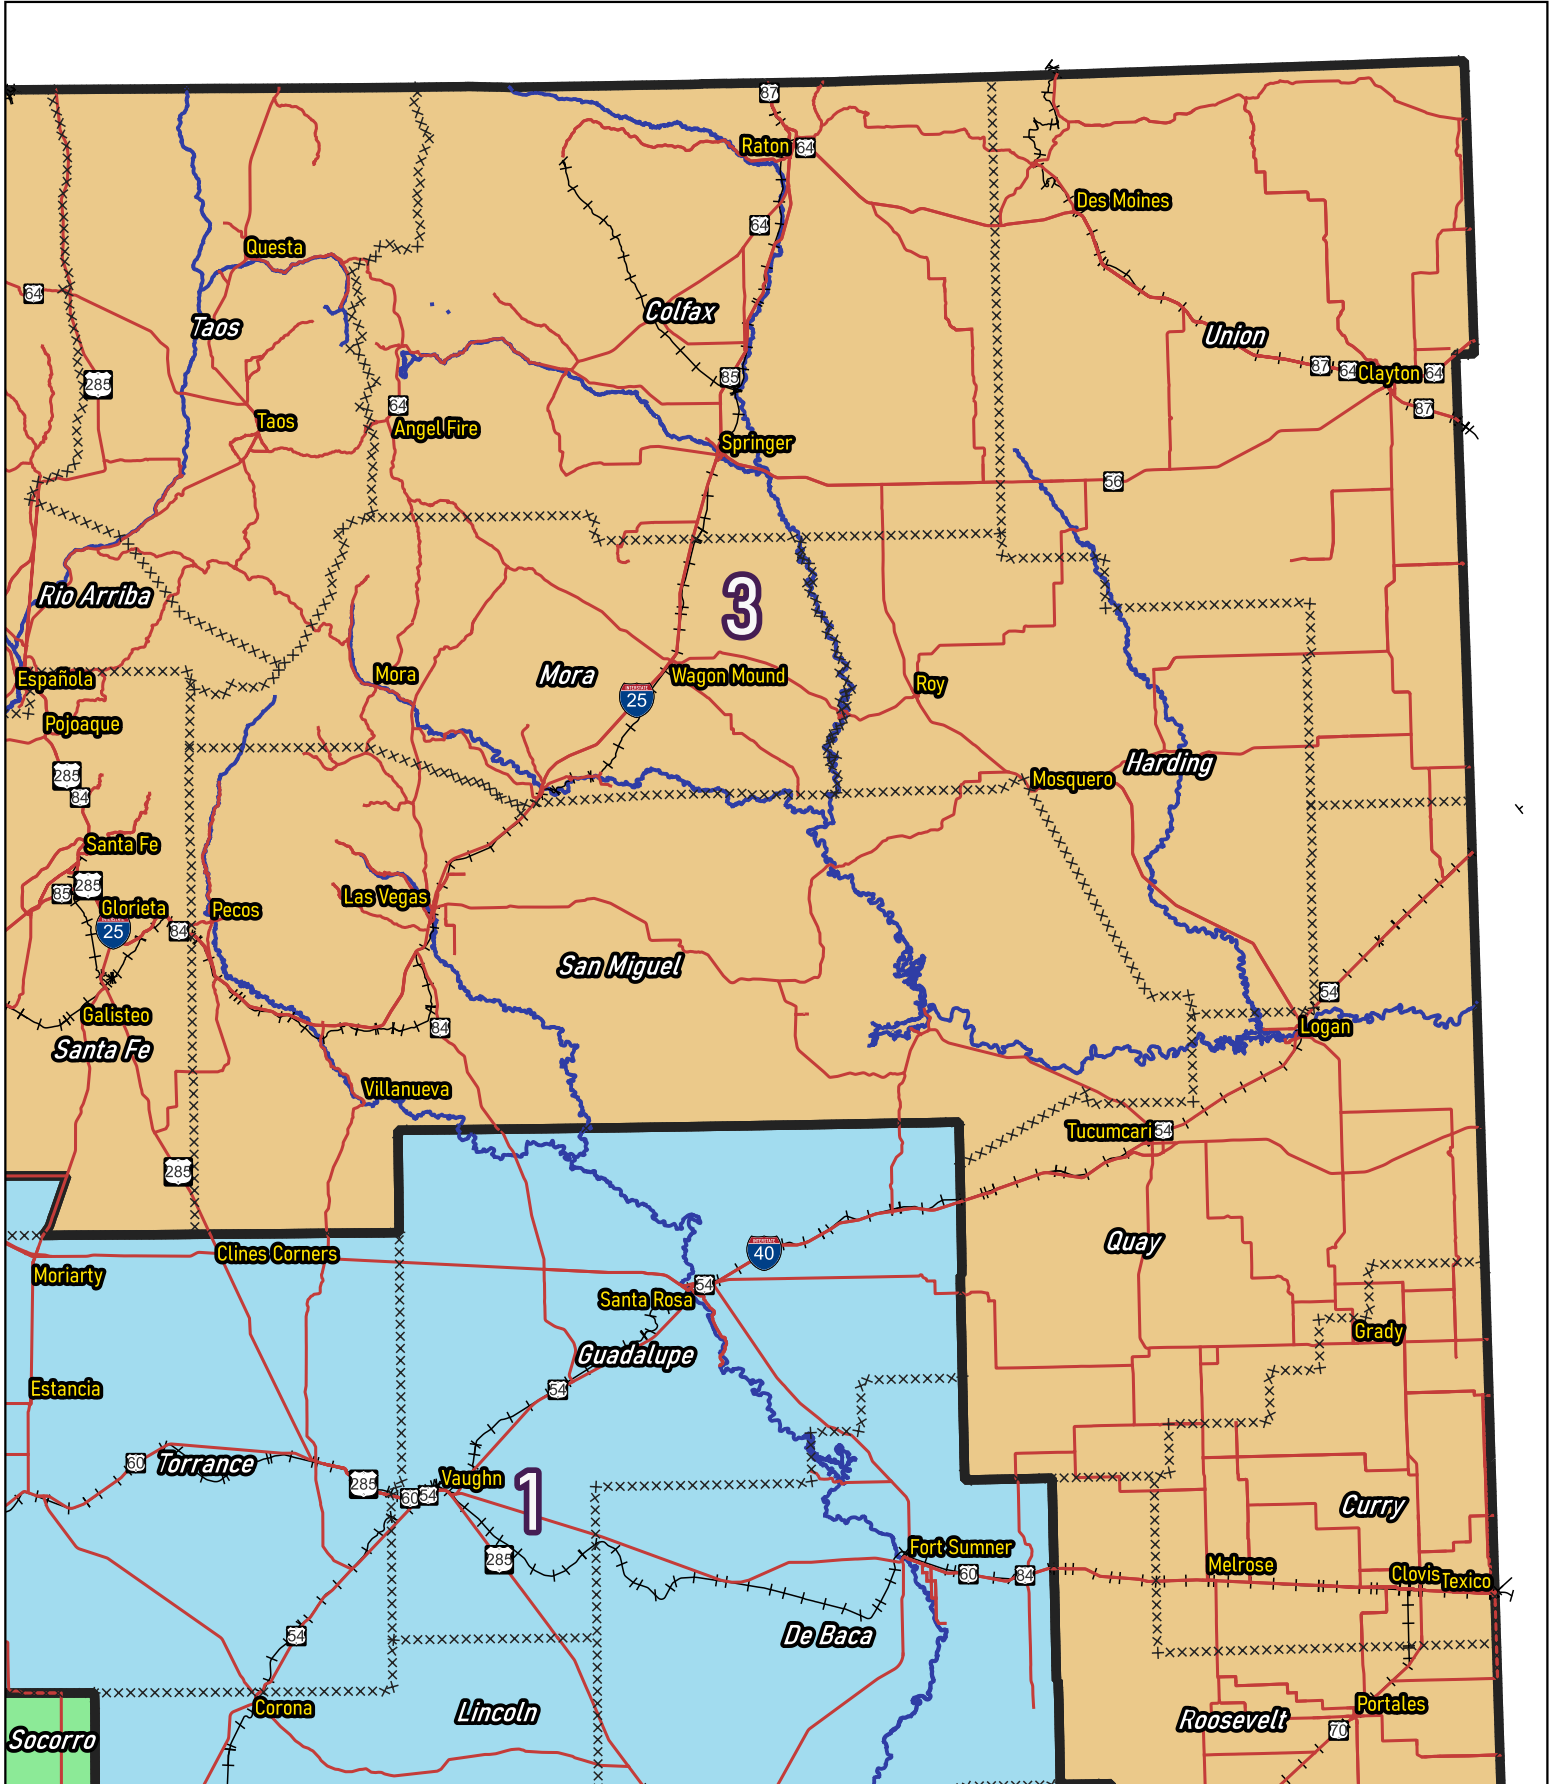 87
Raton
64
Des Moines
64
Questa
64
Colfax
Taos
Union
87
64
Clayton
64
285
85
64
87
Taos
Angel Fire
Springer
56
Rio Arriba
3
Española
Mora
Mora
Wagon Mound
Roy
INTERSTATE
25
Pojoaque
285
Harding
Mosquero
84
Santa Fe
285
85
Las Vegas
Glorieta
Pecos
25
84
San Miguel
54
Galisteo
84
Logan
Santa Fe
Villanueva
Tucumcari
54
285
Quay
Clines Corners
INTERSTATE
40
Moriarty
54
Santa Rosa
Grady
Guadalupe
Estancia
54
60
Torrance
285
Vaughn
60
54
1
Curry
285
Fort Sumner
60
84
Melrose
Clovis
Texico
54
De Baca
Corona
Lincoln
Portales
Roosevelt
70
Socorro